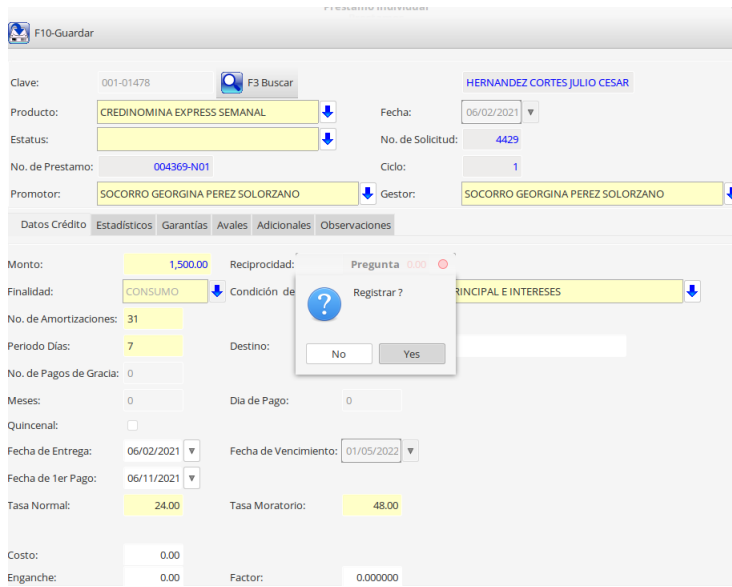 Prestamo Individual
F10-Guardar
Clave: 001-01478 F3 Buscar HERNANDEZ CORTES JULIO CESAR
Producto: CREDINOMINA EXPRESS SEMANAL Fecha: 06/02/2021
Estatus: No. de Solicitud: 4429
No. de Prestamo: 004369-N01 Ciclo: 1
Promotor: SOCORRO GEORGINA PEREZ SOLORZANO Gestor: SOCORRO GEORGINA PEREZ SOLORZANO
Datos Crédito Estadísticos Garantías Avales Adicionales Observaciones
Monto: 1,500.00 Reciprocidad: Pregunta 0.00
Finalidad: CONSUMO Condición de Registrar ? RINCIPAL E INTERESES
No. de Amortizaciones: 31
Periodo Días: 7 Destino: No Yes
No. de Pagos de Gracia: 0
Meses: 0 Dia de Pago: 0
Quincenal:
Fecha de Entrega: 06/02/2021 Fecha de Vencimiento: 01/05/2022
Fecha de 1er Pago: 06/11/2021
Tasa Normal: 24.00 Tasa Moratorio: 48.00
Costo: 0.00
Enganche: 0.00 Factor: 0.000000